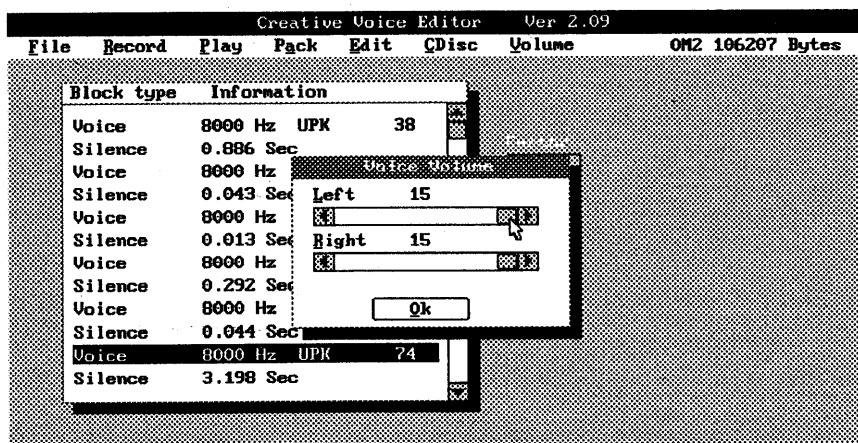 Creative Voice Editor Ver 2.09
File Record Play Pack Edit CDisc Volume OM2 106207 Bytes
Block type Information
Voice 8000 Hz UPK 38
Silence 0.886 Sec
Voice 8000 Hz
Silence 0.043 Sec
Voice 8000 Hz
Silence 0.013 Sec
Voice 8000 Hz
Silence 0.292 Sec
Voice 8000 Hz
Silence 0.044 Sec
Voice 8000 Hz UPK 74
Silence 3.198 Sec
Voice Volume
Left 15
Right 15
Ok